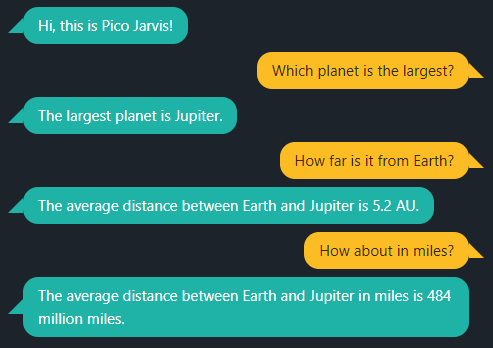 Hi, this is Pico Jarvis!
Which planet is the largest?
The largest planet is Jupiter.
How far is it from Earth?
The average distance between Earth and Jupiter is 5.2 AU.
How about in miles?
The average distance between Earth and Jupiter in miles is 484
million miles.